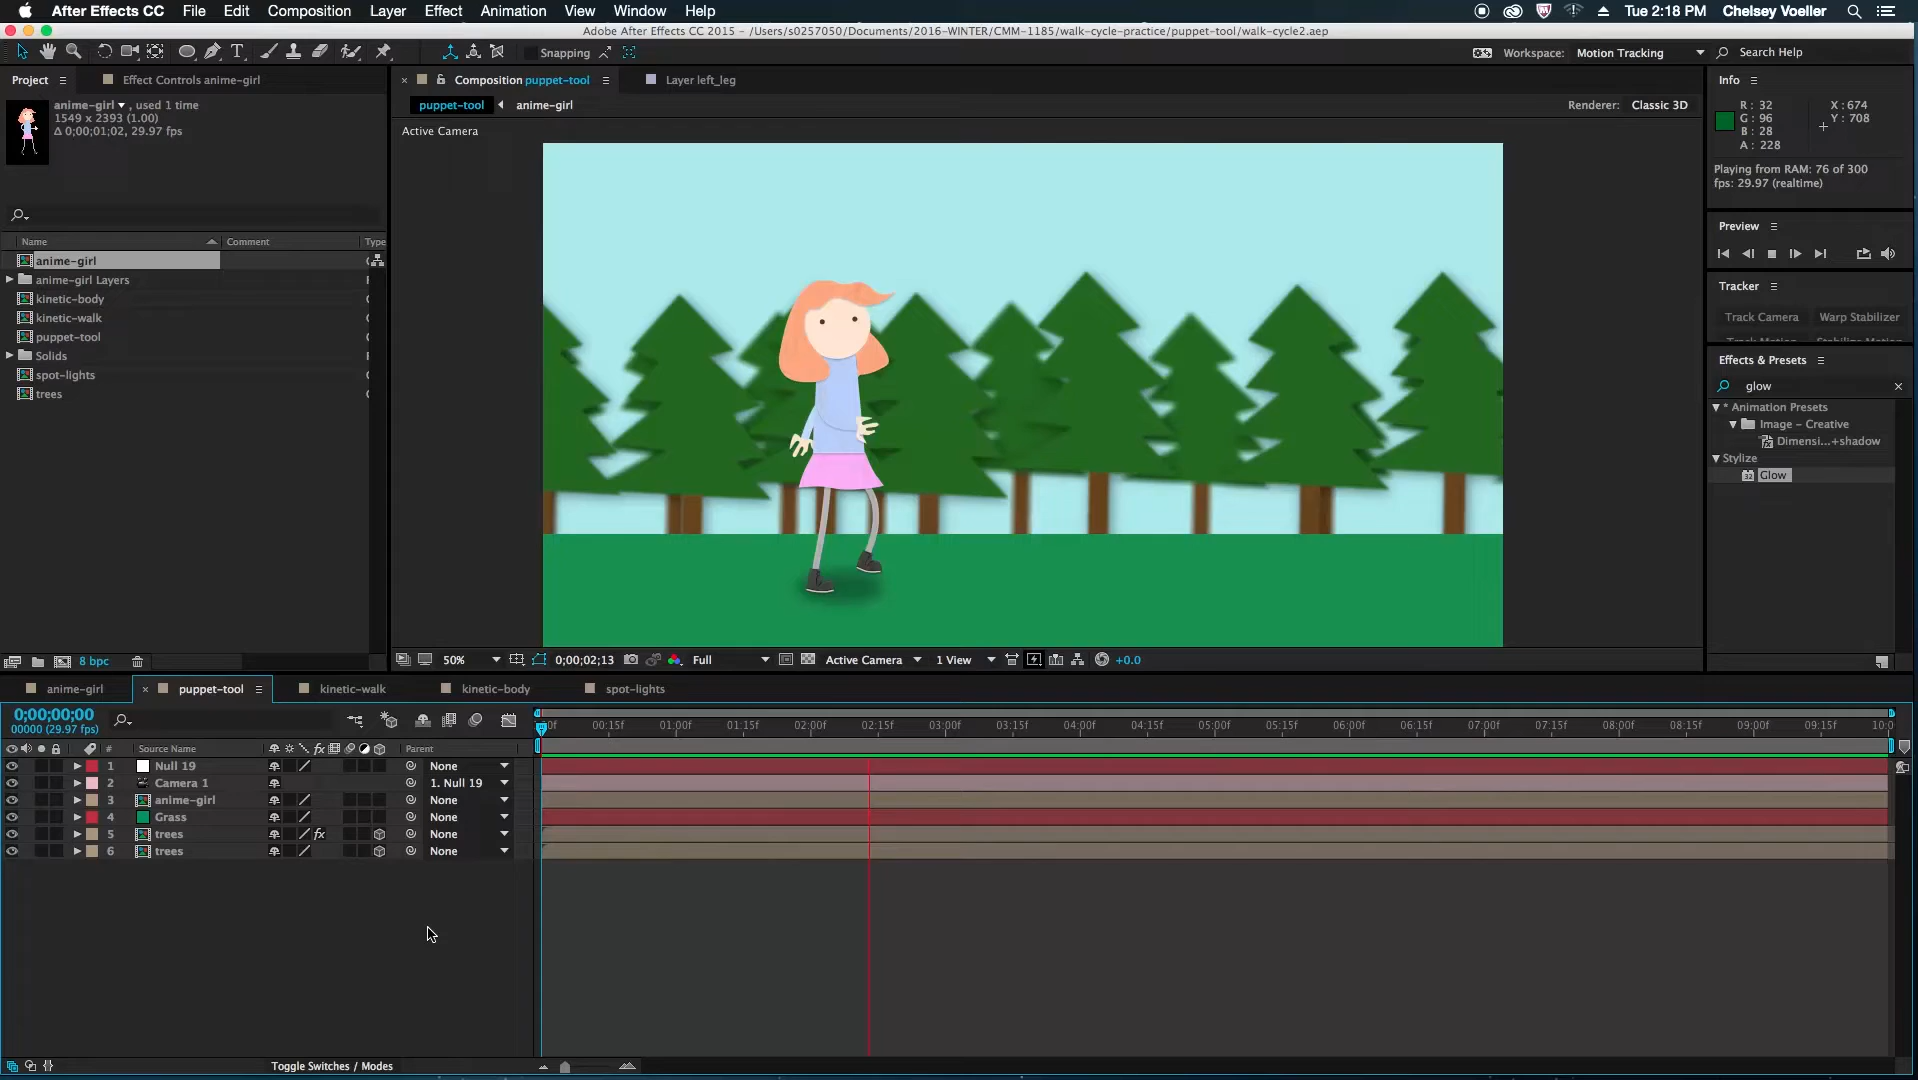 After Effects CC File Edit Composition Layer Effect Animation View Window Help Tue 2:18 PM Chelsey Voeller
Adobe After Effects CC 2015 - /Users/s0257050/Documents/2016-WINTER/CMM-1185/walk-cycle-practice/puppet-tool/walk-cycle2.aep
Snapping Workspace: Motion Tracking Search Help
Project Effect Controls anime-girl Composition puppet-tool Layer left_leg Info
anime-girl, used 1 time
1549 x 2393 (1.00)
Δ 0;00;01;02, 29.97 fps
puppet-tool anime-girl Renderer: Classic 3D
Active Camera
R: 32 X: 674
G: 96 Y: 708
B: 28
A: 228
Playing from RAM: 76 of 300
fps: 29.97 (realtime)
Preview
Tracker
Track Camera Warp Stabilizer
Effects & Presets
glow
* Animation Presets
Image - Creative
Dimensi...+shadow
Stylize
32 Glow
Name Comment Type
anime-girl
anime-girl Layers
kinetic-body
kinetic-walk
puppet-tool
Solids
spot-lights
trees
8 bpc 50% 0;00;02;13 Full Active Camera 1 View +0.0
anime-girl puppet-tool kinetic-walk kinetic-body spot-lights
0;00;00;00
00000 (29.97 fps)
00:15f 01:00f 01:15f 02:00f 02:15f 03:00f 03:15f 04:00f 04:15f 05:00f 05:15f 06:00f 06:15f 07:00f 07:15f 08:00f 08:15f 09:00f 09:15f 10:0
# Source Name fx Parent
1 Null 19 None
2 Camera 1 1. Null 19
3 anime-girl None
4 Grass None
5 trees fx None
6 trees None
Toggle Switches / Modes